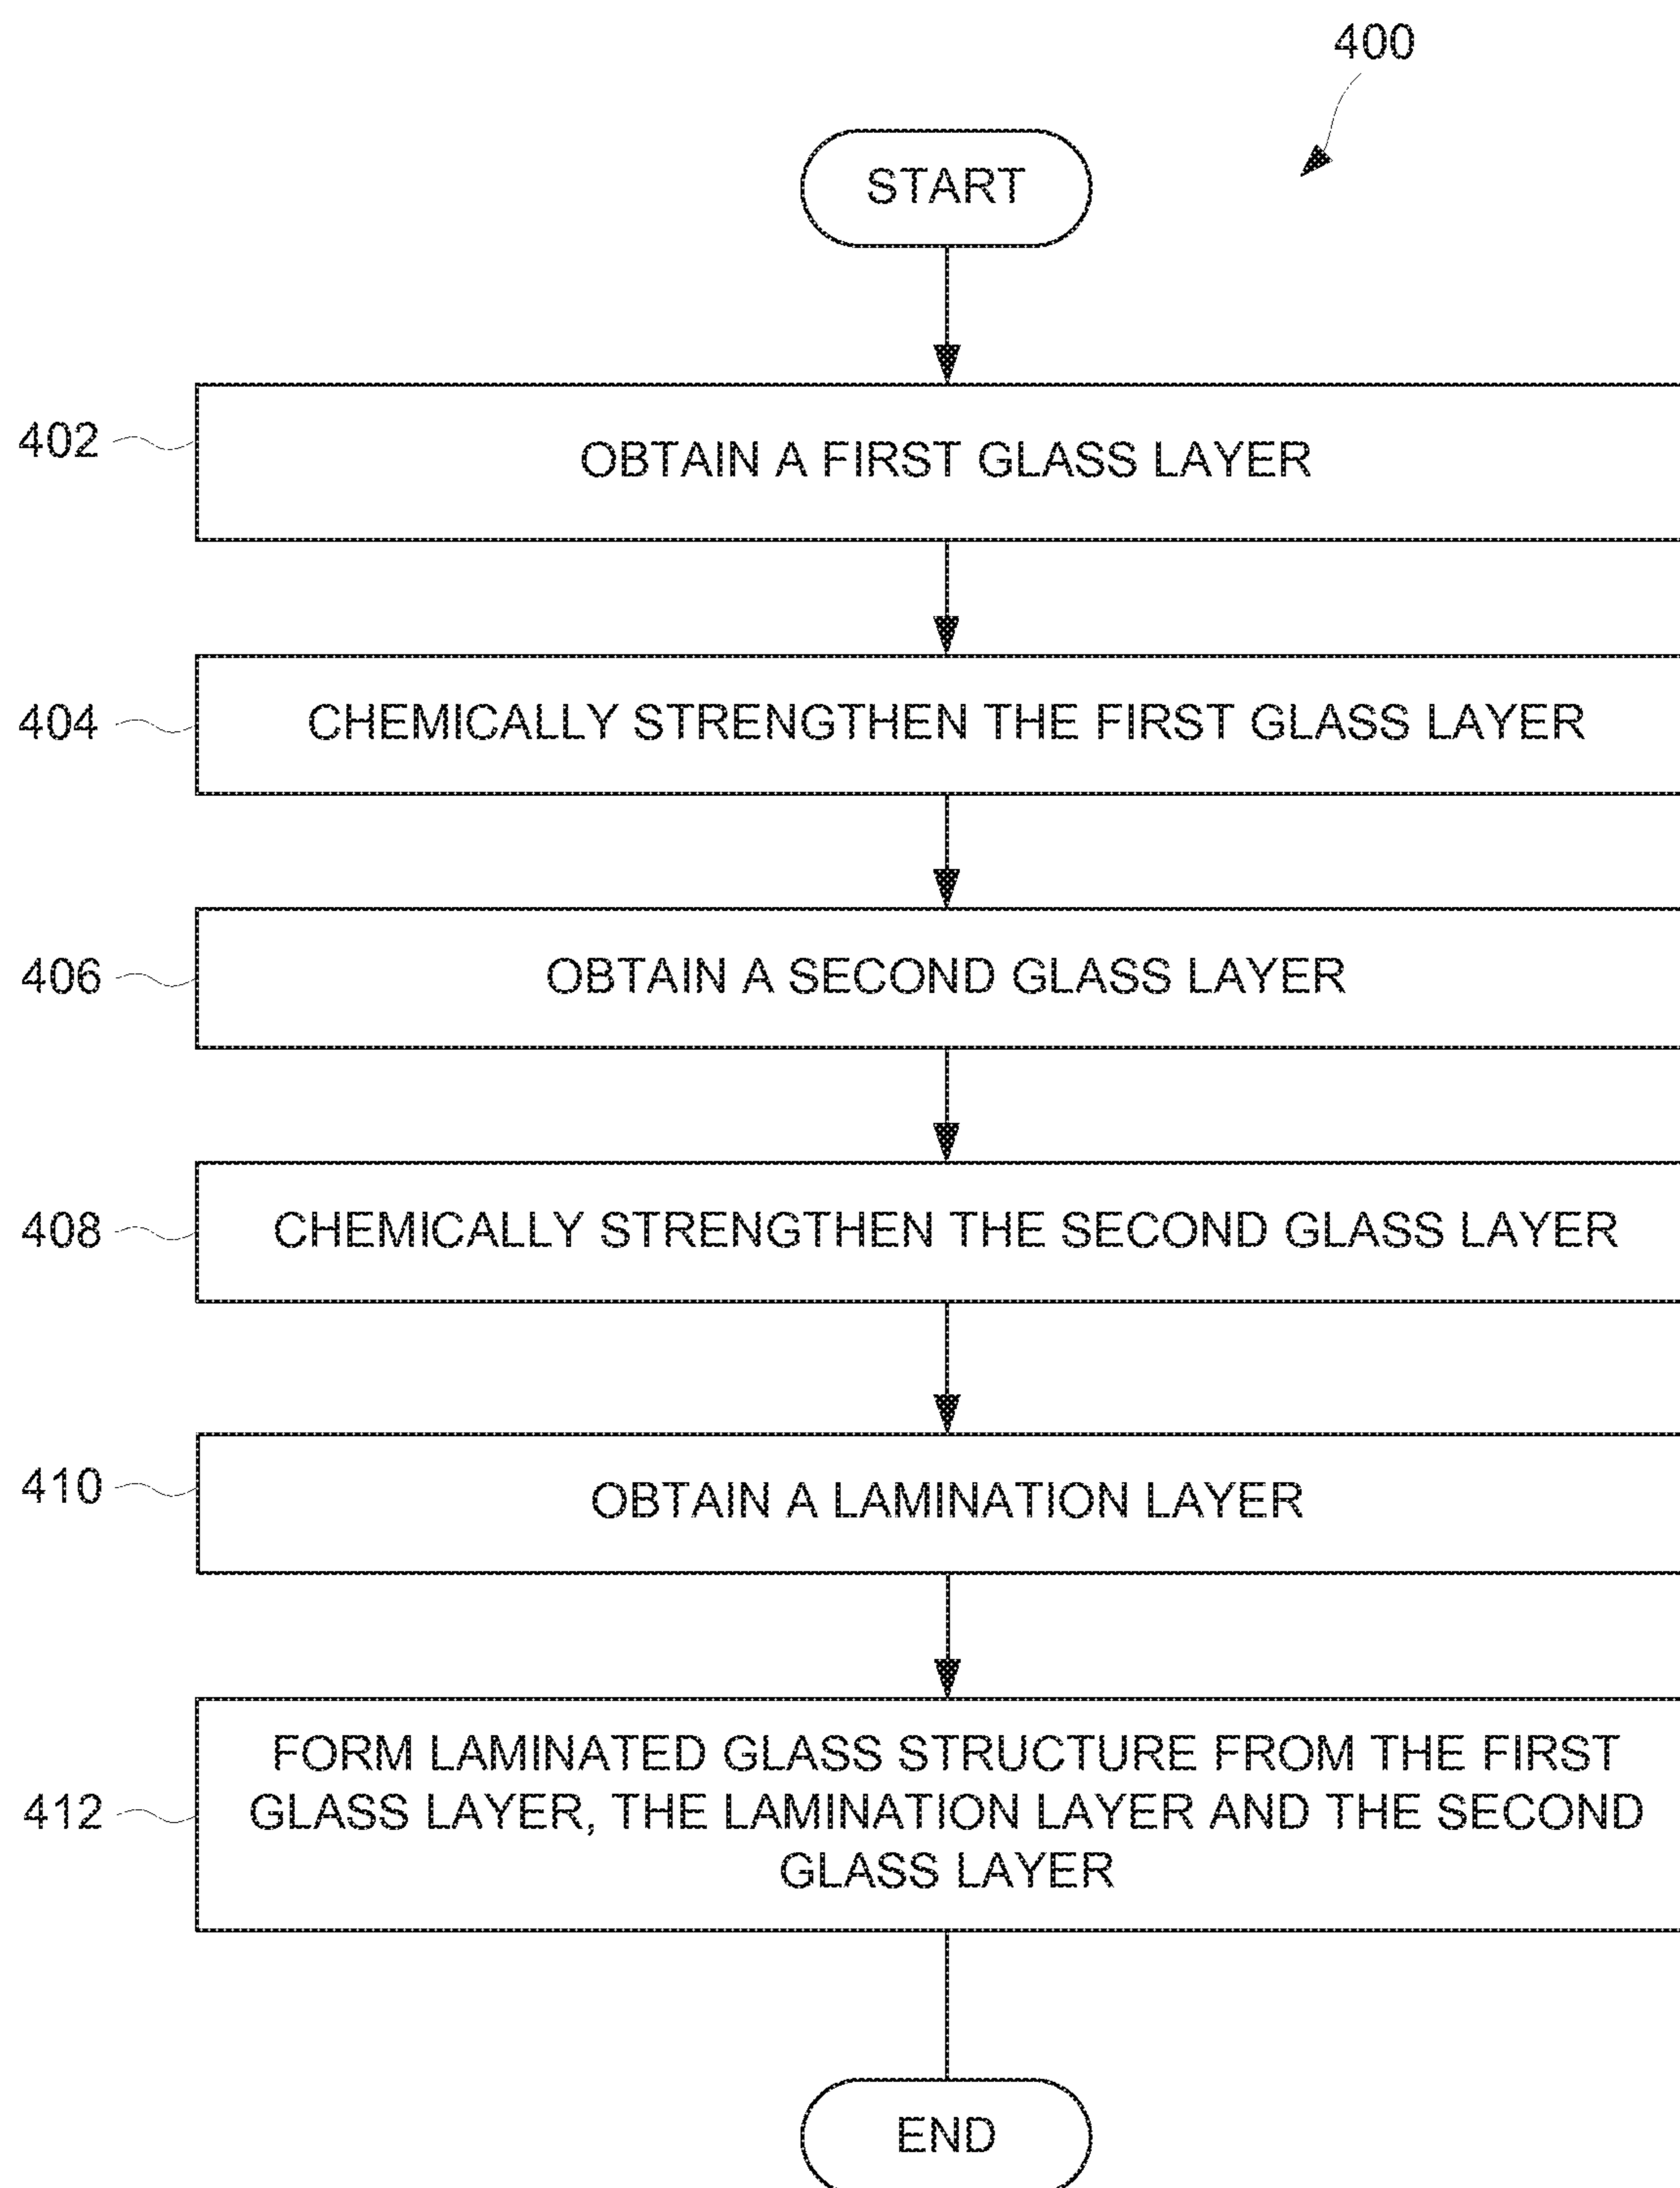 400
START
402
OBTAIN A FIRST GLASS LAYER
404
CHEMICALLY STRENGTHEN THE FIRST GLASS LAYER
406
OBTAIN A SECOND GLASS LAYER
408
CHEMICALLY STRENGTHEN THE SECOND GLASS LAYER
410
OBTAIN A LAMINATION LAYER
412
FORM LAMINATED GLASS STRUCTURE FROM THE FIRST
GLASS LAYER, THE LAMINATION LAYER AND THE SECOND
GLASS LAYER
END